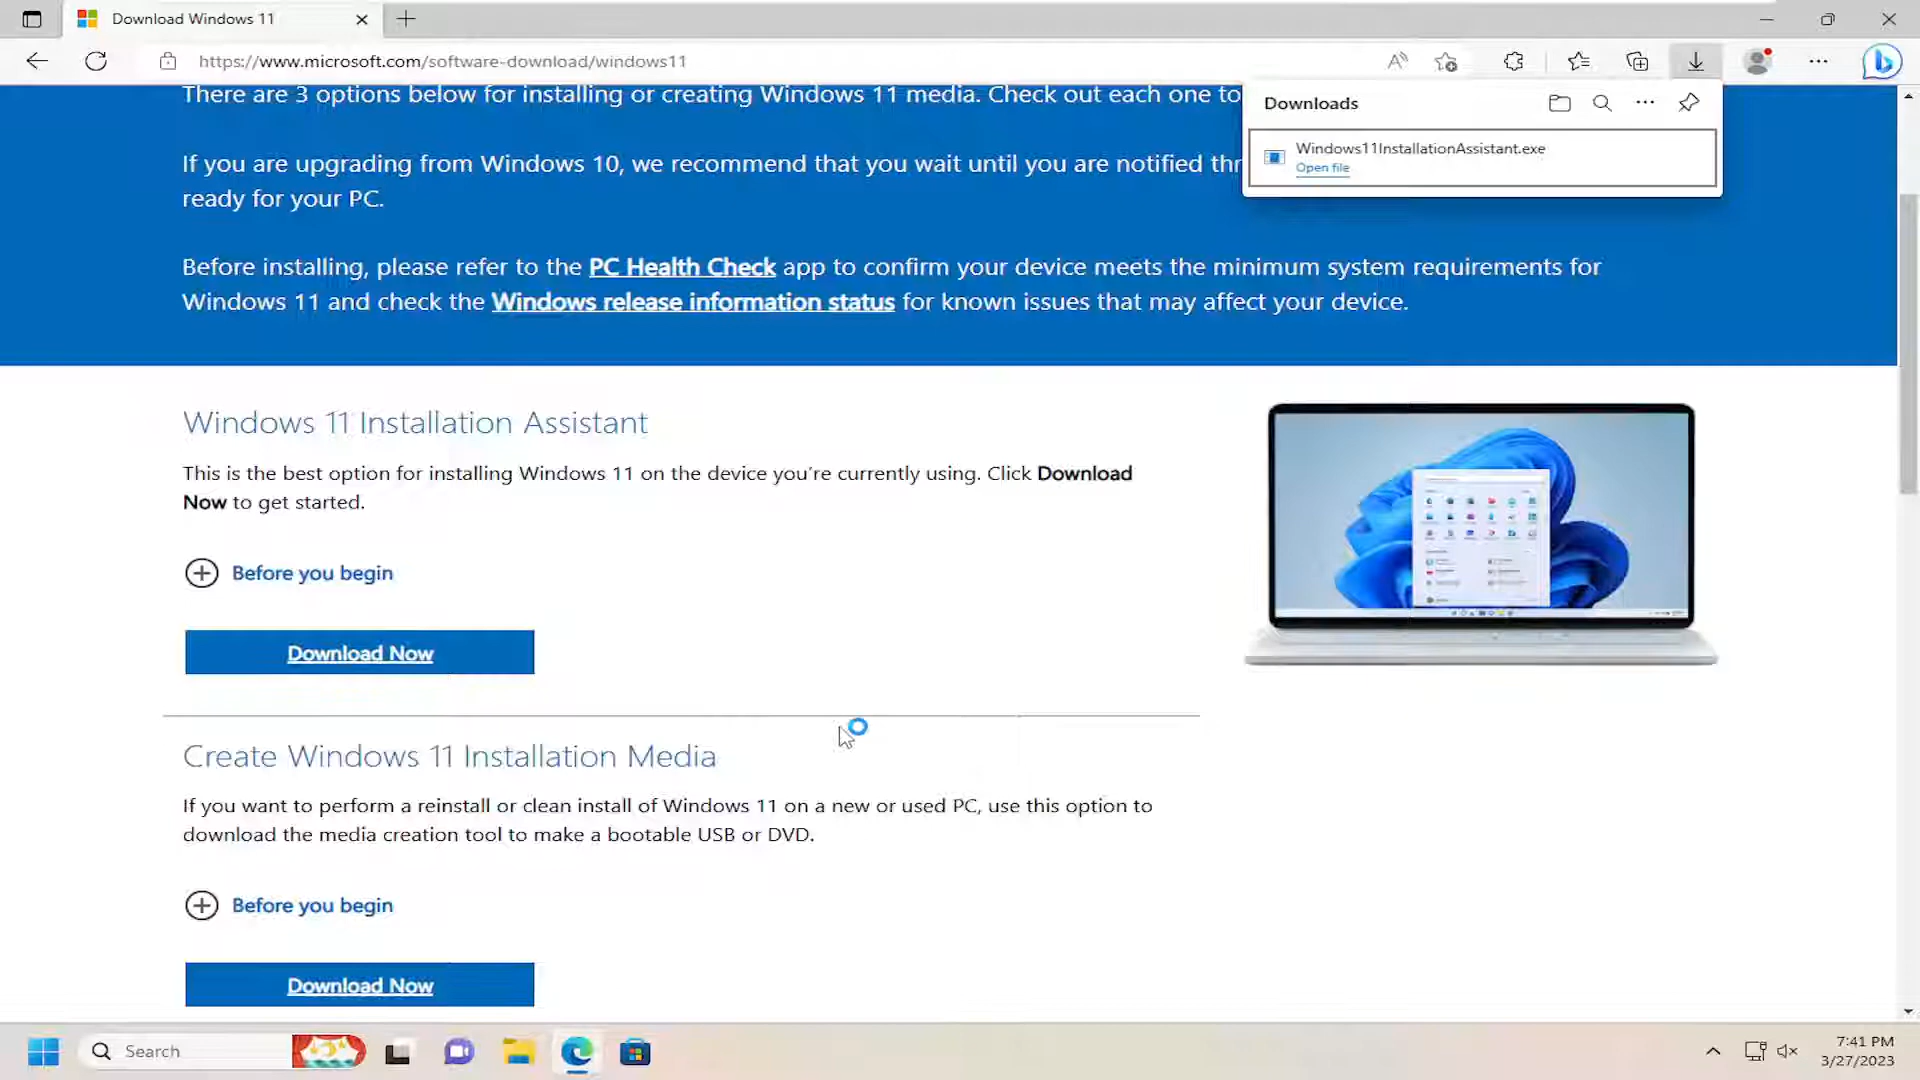 Download Windows 11
https://www.microsoft.com/software-download/windows11
There are 3 options below for installing or creating Windows 11 media. Check out each one to
Downloads
Windows11InstallationAssistant.exe
Open file
If you are upgrading from Windows 10, we recommend that you wait until you are notified thr
ready for your PC.
Before installing, please refer to the PC Health Check app to confirm your device meets the minimum system requirements for
Windows 11 and check the Windows release information status for known issues that may affect your device.
Windows 11 Installation Assistant
This is the best option for installing Windows 11 on the device you're currently using. Click Download
Now to get started.
Before you begin
Download Now
Create Windows 11 Installation Media
If you want to perform a reinstall or clean install of Windows 11 on a new or used PC, use this option to
download the media creation tool to make a bootable USB or DVD.
Before you begin
Download Now
Search
7:41 PM
3/27/2023